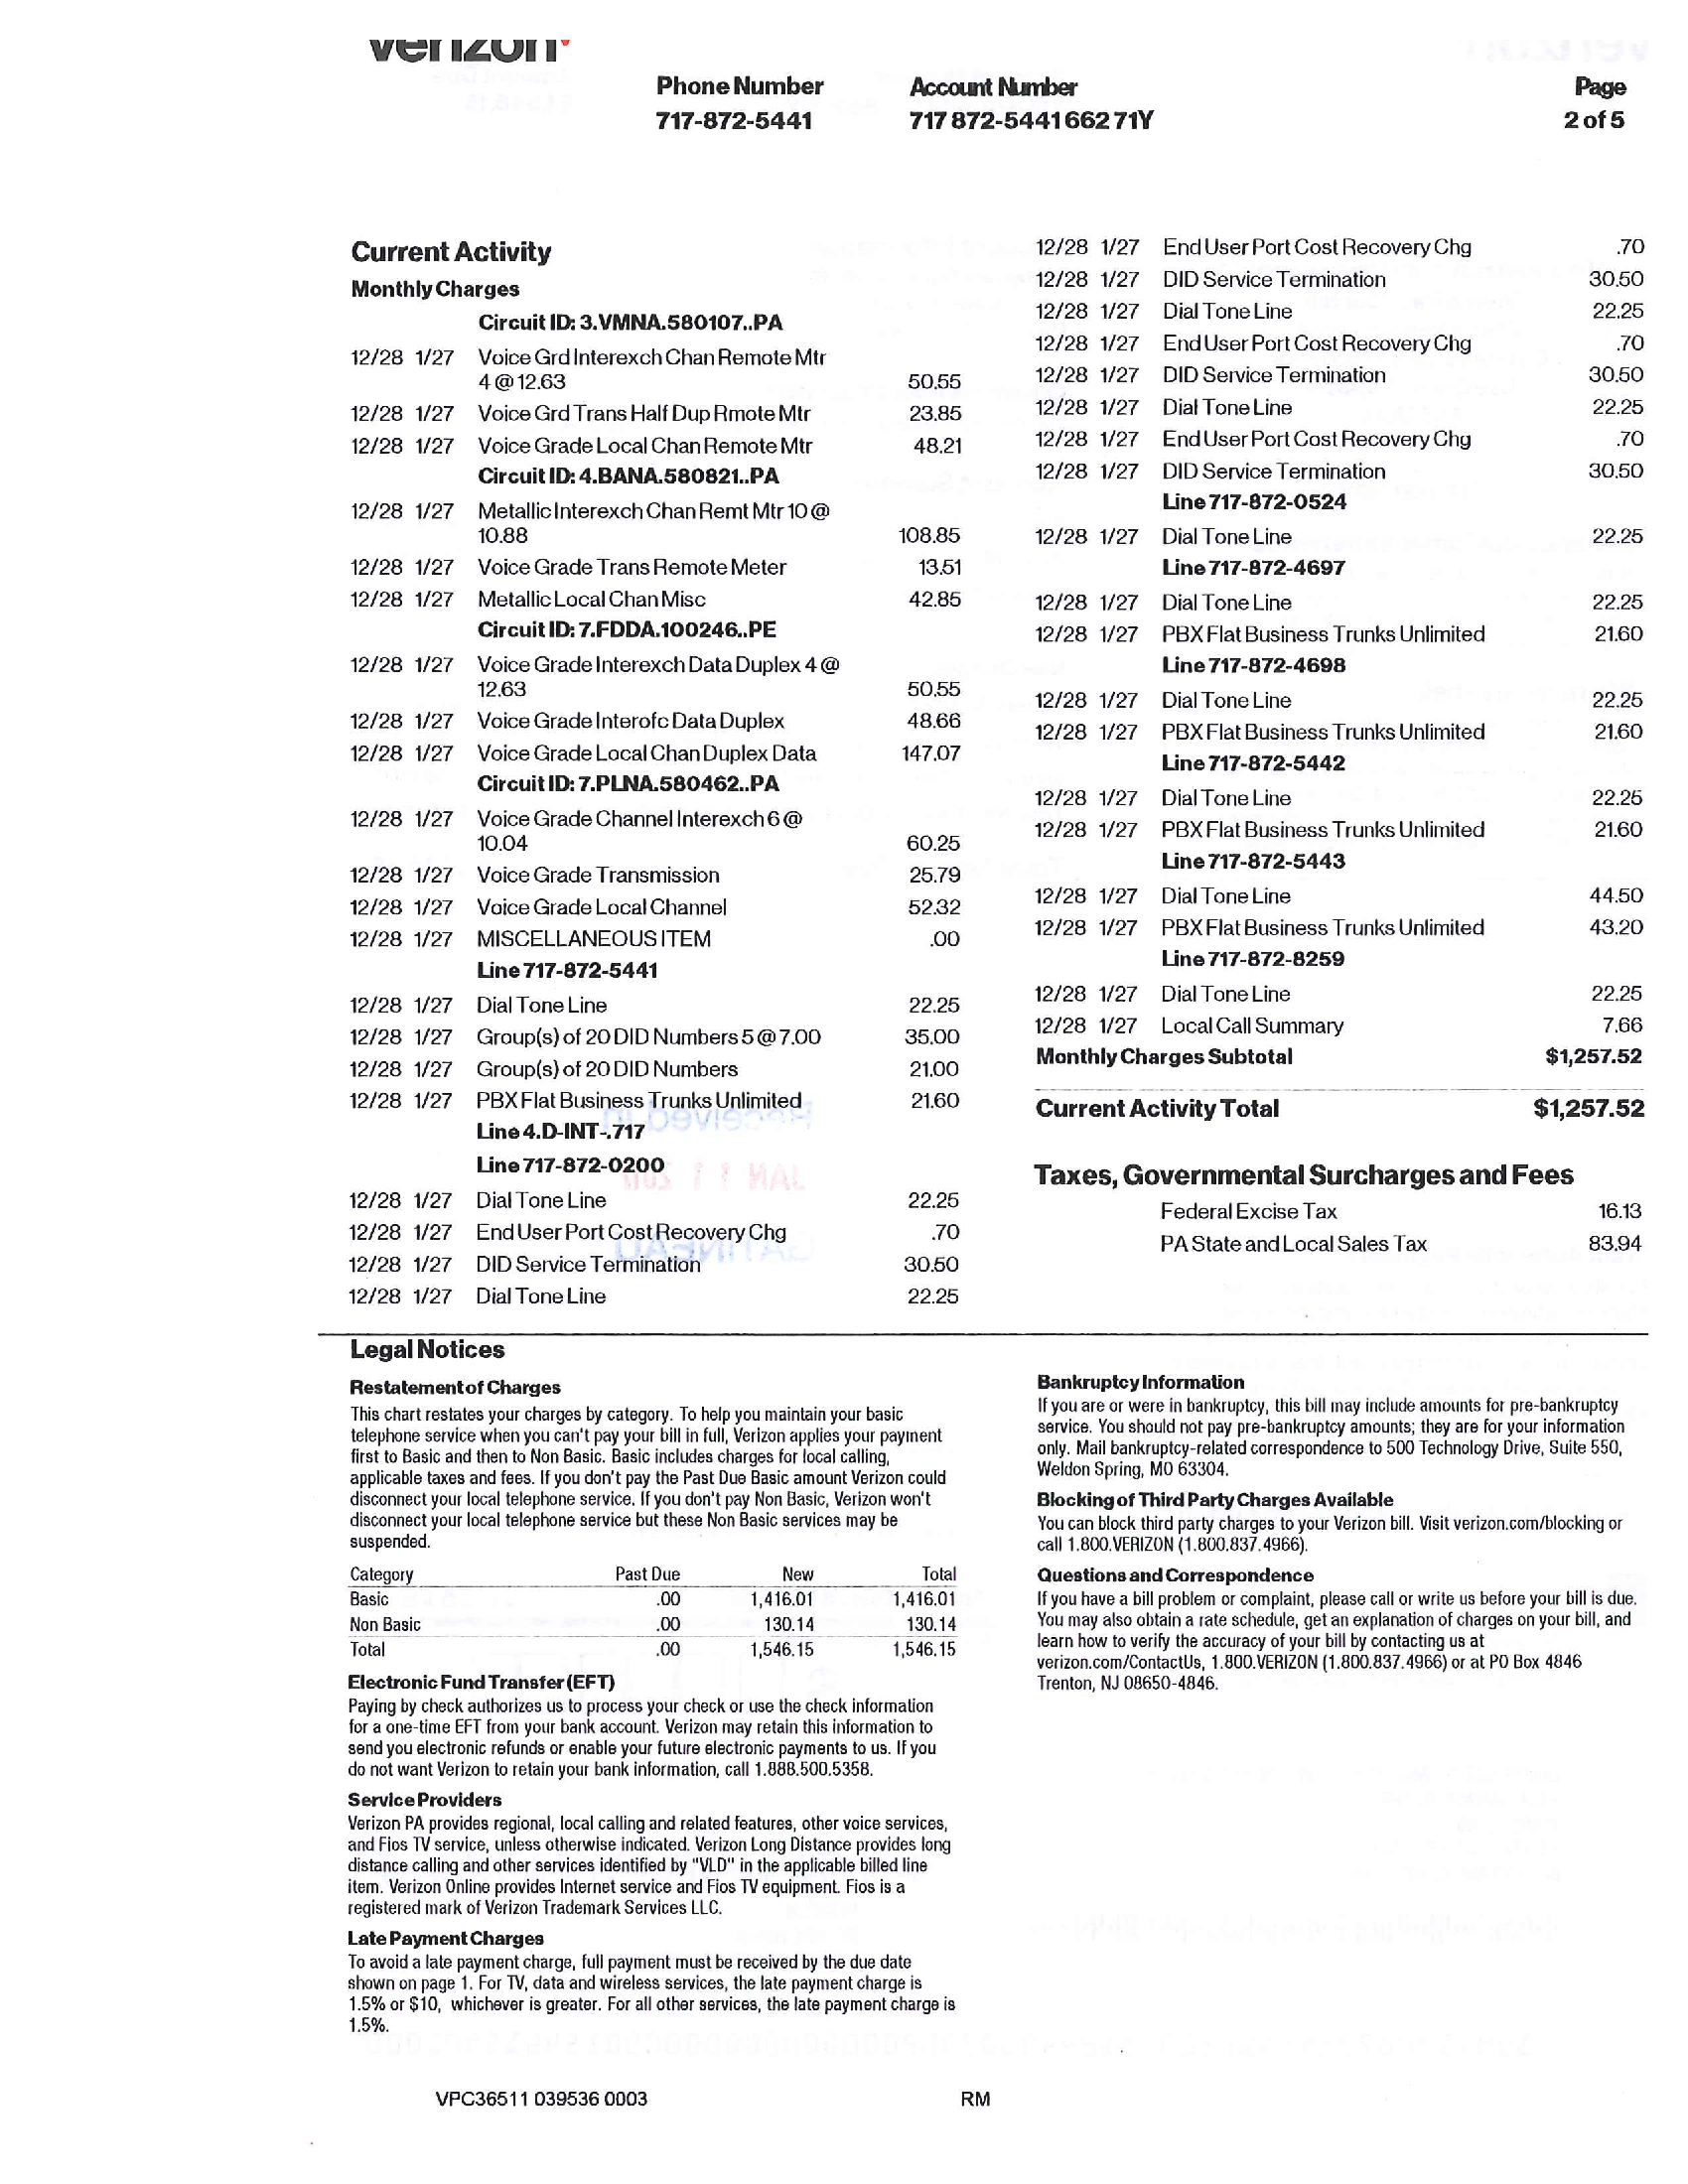 verizon
Phone Number Account Number Page
717-872-5441 717 872-5441 662 71Y 2 of 5
Current Activity
Monthly Charges
Circuit ID: 3.VMNA.580107..PA
12/28 1/27 Voice Grd Interexch Chan Remote Mtr
4 @ 12.63 50.55
12/28 1/27 Voice Grd Trans Half Dup Rmote Mtr 23.85
12/28 1/27 Voice Grade Local Chan Remote Mtr 48.21
Circuit ID: 4.BANA.580821..PA
12/28 1/27 Metallic Interexch Chan Remt Mtr 10 @
10.88 108.85
12/28 1/27 Voice Grade Trans Remote Meter 13.51
12/28 1/27 Metallic Local Chan Misc 42.85
Circuit ID: 7.FDDA.100246..PE
12/28 1/27 Voice Grade Interexch Data Duplex 4 @
12.63 50.55
12/28 1/27 Voice Grade Interofc Data Duplex 48.66
12/28 1/27 Voice Grade Local Chan Duplex Data 147.07
Circuit ID: 7.PLNA.580462..PA
12/28 1/27 Voice Grade Channel Interexch 6 @
10.04 60.25
12/28 1/27 Voice Grade Transmission 25.79
12/28 1/27 Voice Grade Local Channel 52.32
12/28 1/27 MISCELLANEOUS ITEM .00
Line 717-872-5441
12/28 1/27 Dial Tone Line 22.25
12/28 1/27 Group(s) of 20 DID Numbers 5 @ 7.00 35.00
12/28 1/27 Group(s) of 20 DID Numbers 21.00
12/28 1/27 PBX Flat Business Trunks Unlimited 21.60
Line 4.D-INT-.717
Line 717-872-0200
12/28 1/27 Dial Tone Line 22.25
12/28 1/27 End User Port Cost Recovery Chg .70
12/28 1/27 DID Service Termination 30.50
12/28 1/27 Dial Tone Line 22.25
12/28 1/27 End User Port Cost Recovery Chg .70
12/28 1/27 DID Service Termination 30.50
12/28 1/27 Dial Tone Line 22.25
12/28 1/27 End User Port Cost Recovery Chg .70
12/28 1/27 DID Service Termination 30.50
12/28 1/27 Dial Tone Line 22.25
12/28 1/27 End User Port Cost Recovery Chg .70
12/28 1/27 DID Service Termination 30.50
Line 717-872-0524
12/28 1/27 Dial Tone Line 22.25
Line 717-872-4697
12/28 1/27 Dial Tone Line 22.25
12/28 1/27 PBX Flat Business Trunks Unlimited 21.60
Line 717-872-4698
12/28 1/27 Dial Tone Line 22.25
12/28 1/27 PBX Flat Business Trunks Unlimited 21.60
Line 717-872-5442
12/28 1/27 Dial Tone Line 22.25
12/28 1/27 PBX Flat Business Trunks Unlimited 21.60
Line 717-872-5443
12/28 1/27 Dial Tone Line 44.50
12/28 1/27 PBX Flat Business Trunks Unlimited 43.20
Line 717-872-8259
12/28 1/27 Dial Tone Line 22.25
12/28 1/27 Local Call Summary 7.66
Monthly Charges Subtotal $1,257.52
Current Activity Total $1,257.52
Taxes, Governmental Surcharges and Fees
Federal Excise Tax 16.13
PA State and Local Sales Tax 83.94
Legal Notices
Restatement of Charges
This chart restates your charges by category. To help you maintain your basic
telephone service when you can't pay your bill in full, Verizon applies your payment
first to Basic and then to Non Basic. Basic includes charges for local calling,
applicable taxes and fees. If you don't pay the Past Due Basic amount Verizon could
disconnect your local telephone service. If you don't pay Non Basic, Verizon won't
disconnect your local telephone service but these Non Basic services may be
suspended.
Category Past Due New Total
Basic .00 1,416.01 1,416.01
Non Basic .00 130.14 130.14
Total .00 1,546.15 1,546.15
Electronic Fund Transfer (EFT)
Paying by check authorizes us to process your check or use the check information
for a one-time EFT from your bank account. Verizon may retain this information to
send you electronic refunds or enable your future electronic payments to us. If you
do not want Verizon to retain your bank information, call 1.888.500.5358.
Service Providers
Verizon PA provides regional, local calling and related features, other voice services,
and Fios TV service, unless otherwise indicated. Verizon Long Distance provides long
distance calling and other services identified by "VLD" in the applicable billed line
item. Verizon Online provides Internet service and Fios TV equipment. Fios is a
registered mark of Verizon Trademark Services LLC.
Late Payment Charges
To avoid a late payment charge, full payment must be received by the due date
shown on page 1. For TV, data and wireless services, the late payment charge is
1.5% or $10, whichever is greater. For all other services, the late payment charge is
1.5%.
Bankruptcy Information
If you are or were in bankruptcy, this bill may include amounts for pre-bankruptcy
service. You should not pay pre-bankruptcy amounts; they are for your information
only. Mail bankruptcy-related correspondence to 500 Technology Drive, Suite 550,
Weldon Spring, MO 63304.
Blocking of Third Party Charges Available
You can block third party charges to your Verizon bill. Visit verizon.com/blocking or
call 1.800.VERIZON (1.800.837.4966).
Questions and Correspondence
If you have a bill problem or complaint, please call or write us before your bill is due.
You may also obtain a rate schedule, get an explanation of charges on your bill, and
learn how to verify the accuracy of your bill by contacting us at
verizon.com/ContactUs, 1.800.VERIZON (1.800.837.4966) or at PO Box 4846
Trenton, NJ 08650-4846.
VPC36511 039536 0003 RM